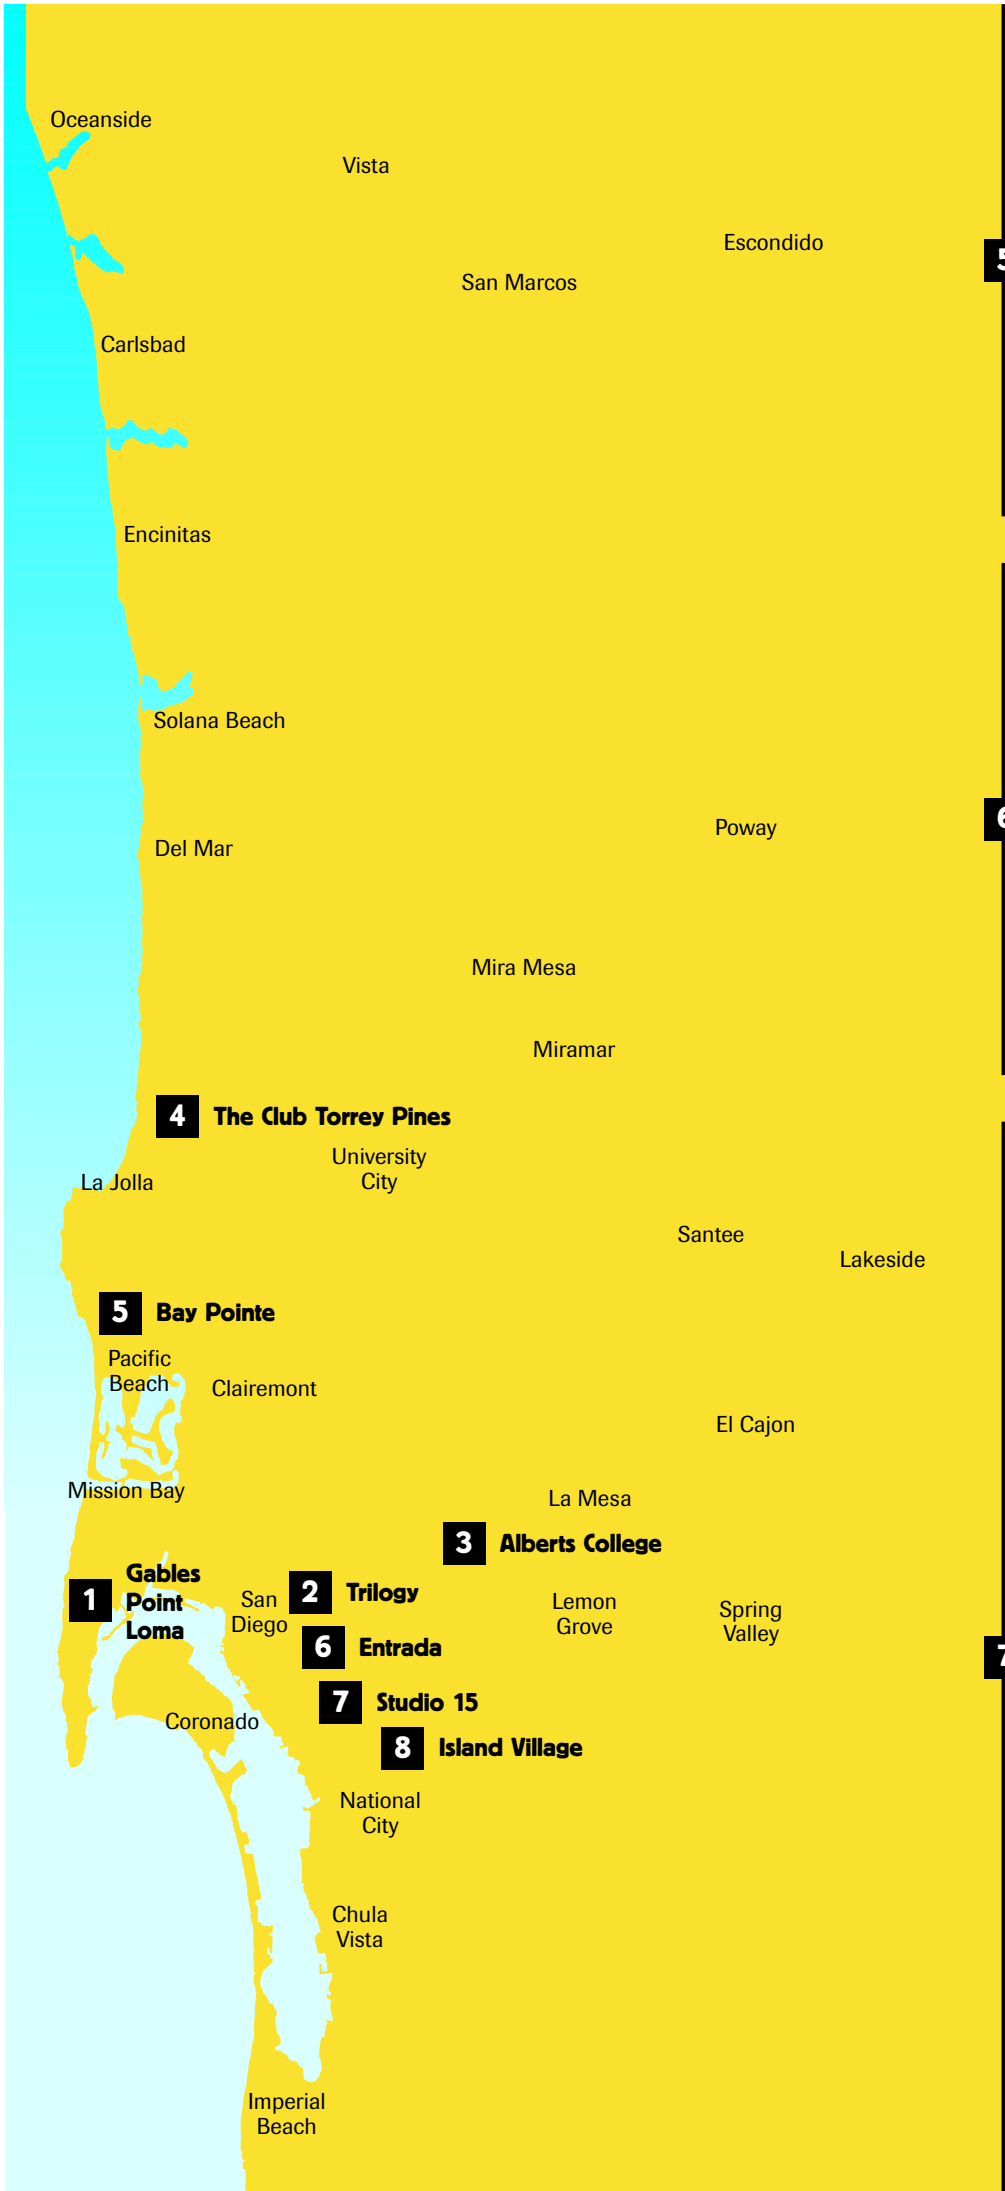 Oceanside
Vista
Escondido
San Marcos
Carlsbad
Encinitas
Solana Beach
Poway
Del Mar
Mira Mesa
Miramar
4 The Club Torrey Pines
University
City
La Jolla
Santee
Lakeside
5 Bay Pointe
Pacific
Beach
Clairemont
El Cajon
Mission Bay
La Mesa
3 Alberts College
1 Gables
Point
Loma
2 Trilogy
San
Diego
Lemon
Grove
Spring
Valley
6 Entrada
7 Studio 15
Coronado
8 Island Village
National
City
Chula
Vista
Imperial
Beach